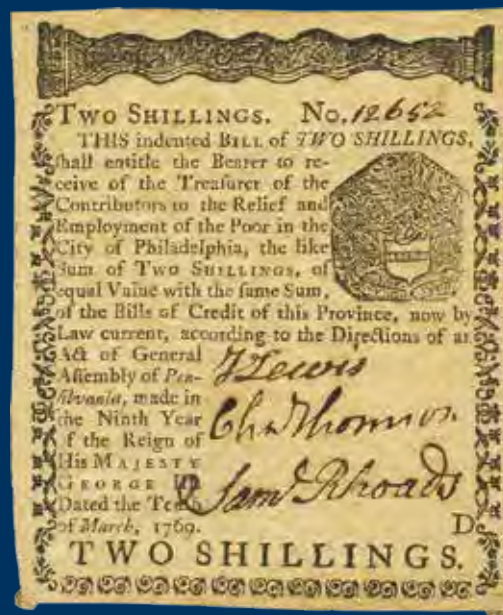 TWO SHILLINGS. No. 12652
THIS indented BILL of TWO SHILLINGS,
shall entitle the Bearer to re-
ceive of the Treasurer of the
Contributors to the Relief and
Employment of the Poor in the
City of Philadelphia, the like
Sum of TWO SHILLINGS, of
equal Value with the same Sum,
of the Bills of Credit of this Province, now by
Law current, according to the Directions of an
Act of General
Assembly of Pen-
silvania, made in
the Ninth Year
of the Reign of
His MAJESTY
GEORGE III
Dated the Tenth
of March, 1769.
J Lewis
Cha Thomson
Saml Rhoads
D
TWO SHILLINGS.